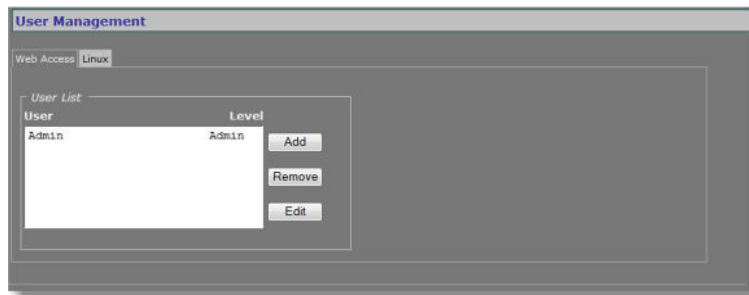 User Management
Web Access Linux
User List
User Level
Admin Admin
Add
Remove
Edit